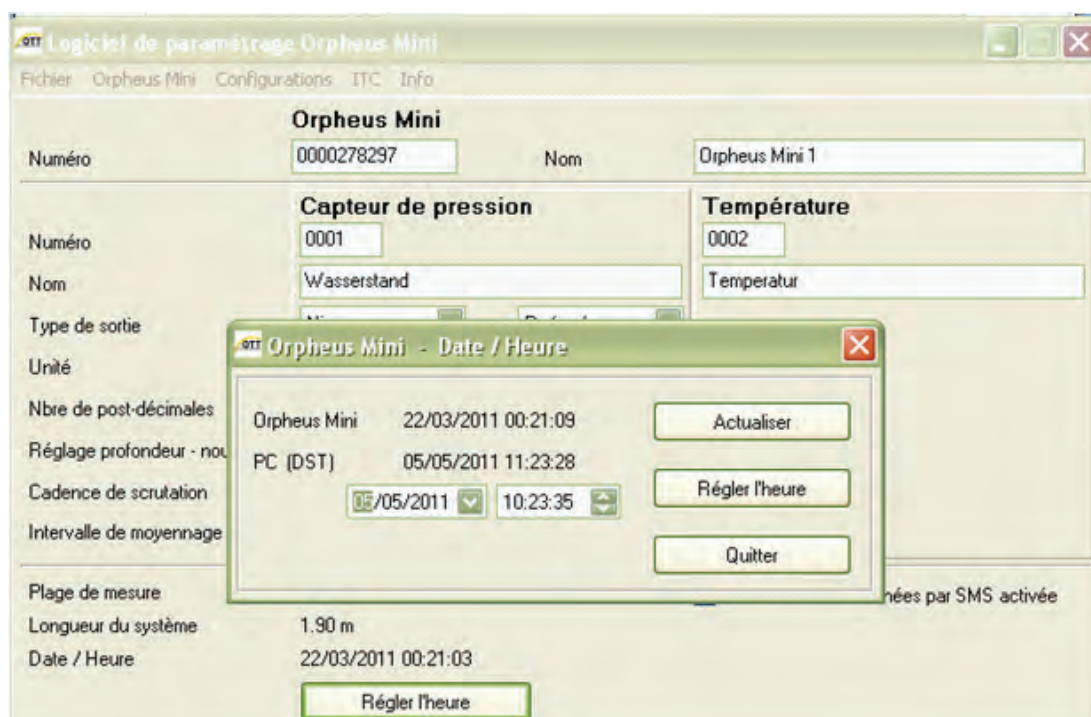 OTT Logiciel de paramétrage Orpheus Mini
Fichier Orpheus Mini Configurations ITC Info
Orpheus Mini
Numéro 0000278297 Nom Orpheus Mini 1
Capteur de pression Température
Numéro 0001 0002
Nom Wasserstand Temperatur
Type de sortie
Unité
Nbre de post-décimales
Réglage profondeur - nou
Cadence de scrutation
Intervalle de moyennage
OTT Orpheus Mini - Date / Heure
Orpheus Mini 22/03/2011 00:21:09 Actualiser
PC (DST) 05/05/2011 11:23:28
05/05/2011 10:23:35 Régler l'heure
Quitter
Plage de mesure nées par SMS activée
Longueur du système 1.90 m
Date / Heure 22/03/2011 00:21:03
Régler l'heure